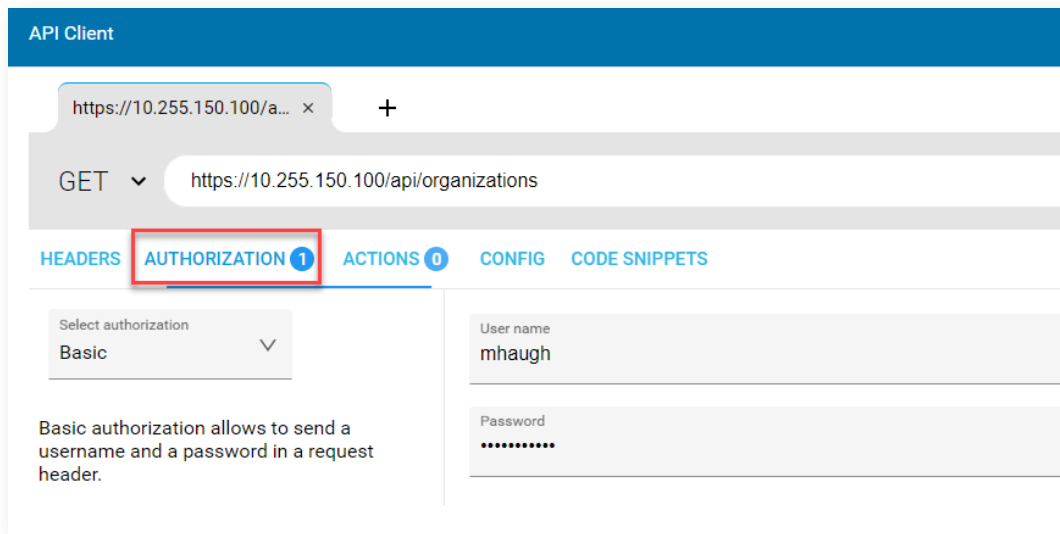 API Client
https://10.255.150.100/a... × +
GET https://10.255.150.100/api/organizations
HEADERS AUTHORIZATION 1 ACTIONS 0 CONFIG CODE SNIPPETS
Select authorization
Basic
User name
mhaugh
Basic authorization allows to send a
username and a password in a request
header.
Password
•••••••••••